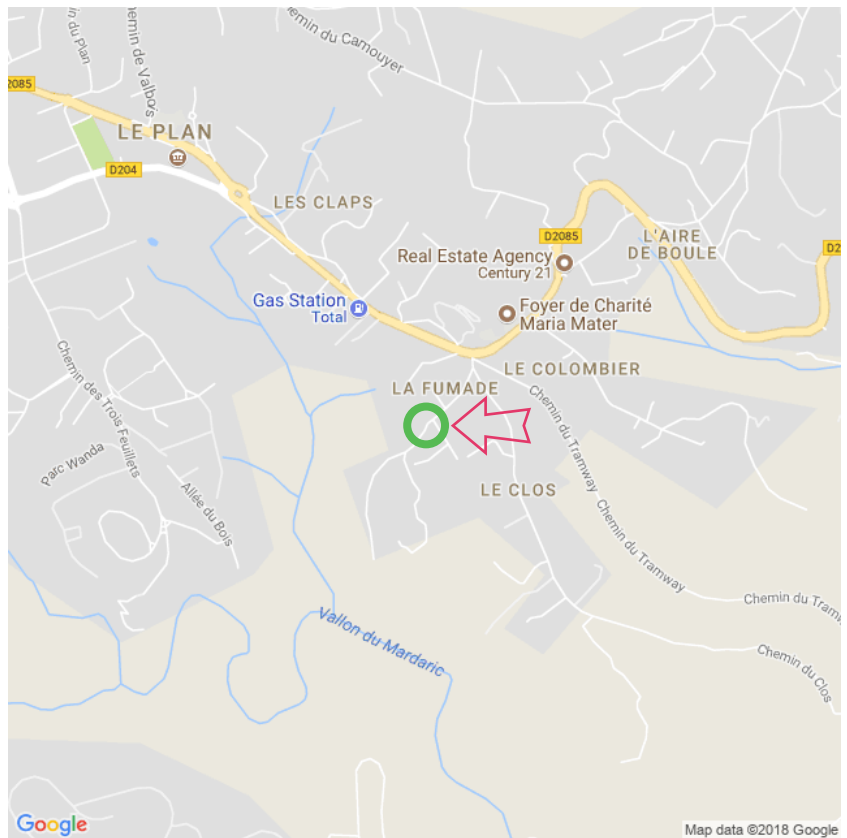 Chemin du Camouyer
du Plan
Chemin de Valbois
2085
LE PLAN
D204
LES CLAPS
D2085
L'AIRE
DE BOULE
D2
Real Estate Agency
Century 21
Gas Station
Total
Foyer de Charité
Maria Mater
LE COLOMBIER
LA FUMADE
Chemin des Trois Feuillets
Chemin du Tramway
Parc Wanda
Allée du Bois
LE CLOS
Chemin du Tramway
Chemin du Tramw
Vallon du Mardaric
Chemin du Clos
Google
Map data ©2018 Google